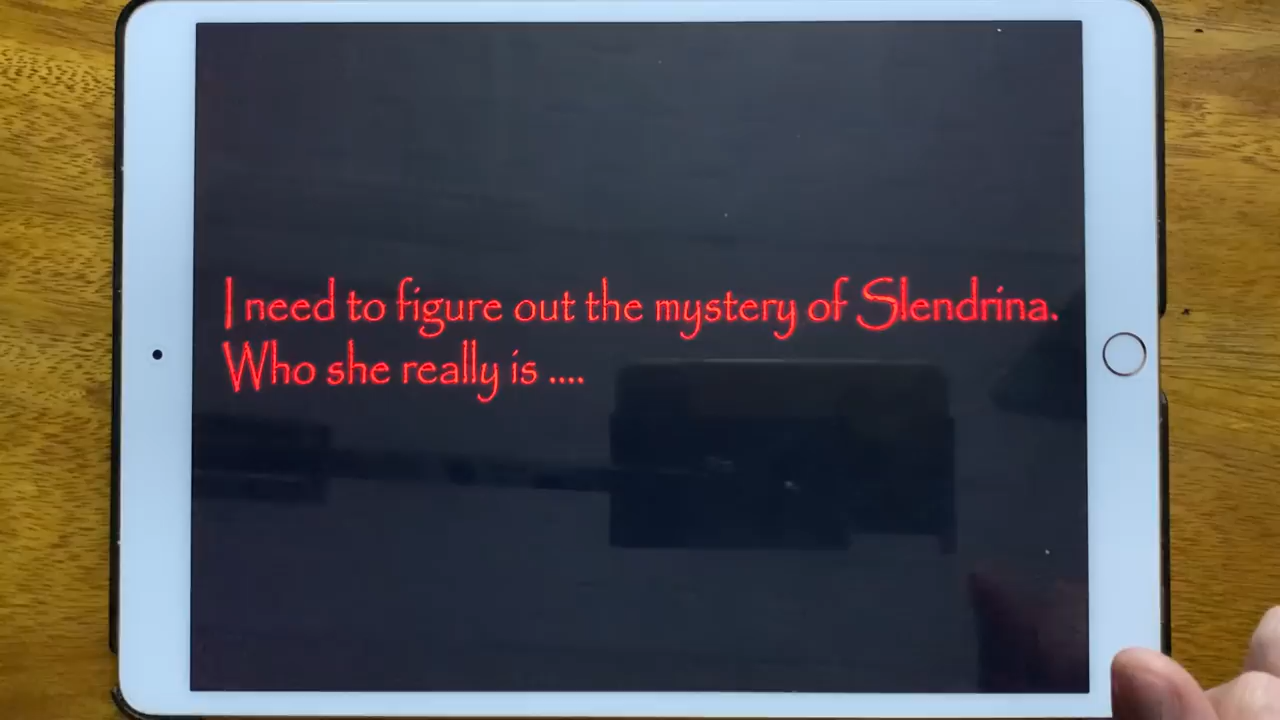 I need to figure out the mystery of Slendrina.
Who she really is ....